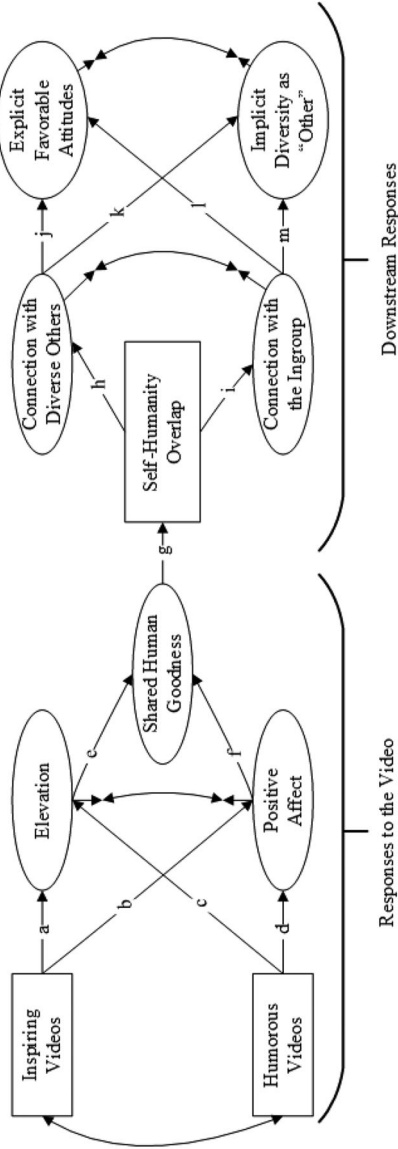 Inspiring
Videos
Humorous
Videos
a
b
c
d
Elevation
Positive
Affect
e
f
Shared Human
Goodness
g
Self-Humanity
Overlap
h
i
Connection with
Diverse Others
Connection with
the Ingroup
j
k
l
m
Explicit
Favorable
Attitudes
Implicit
Diversity as
“Other”
Responses to the Video
Downstream Responses